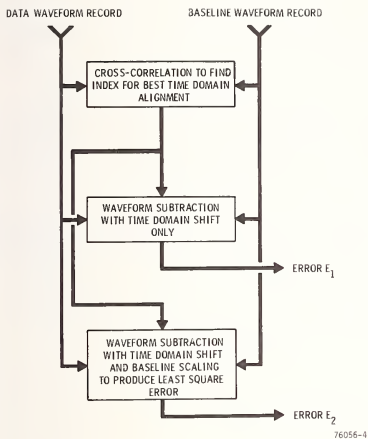 DATA WAVEFORM RECORD
BASELINE WAVEFORM RECORD
CROSS-CORRELATION TO FIND
INDEX FOR BEST TIME DOMAIN
ALIGNMENT
WAVEFORM SUBTRACTION
WITH TIME DOMAIN SHIFT
ONLY
ERROR E1
WAVEFORM SUBTRACTION
WITH TIME DOMAIN SHIFT
AND BASELINE SCALING
TO PRODUCE LEAST SQUARE
ERROR
ERROR E2
76056-4